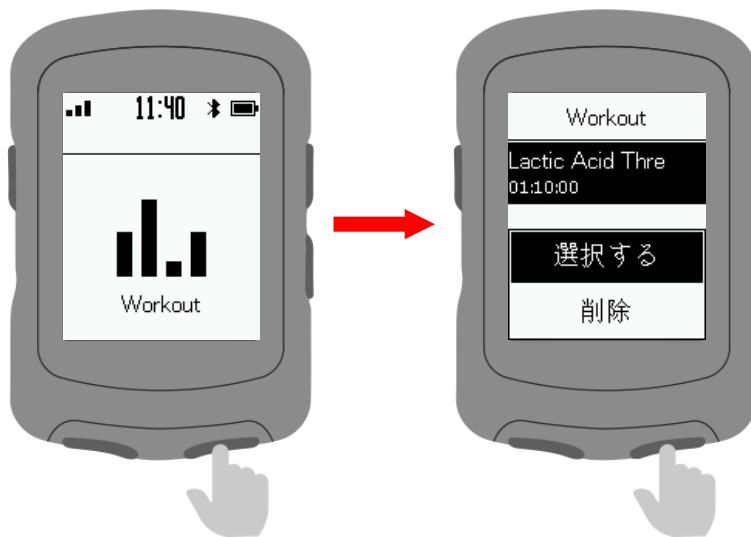 11:40
Workout
Workout
Lactic Acid Thre
01:10:00
選択する
削除